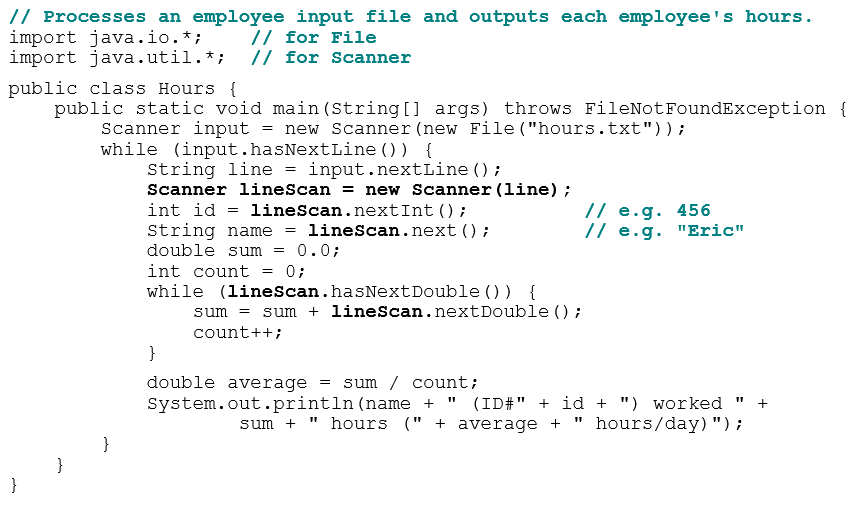 // Processes an employee input file and outputs each employee's hours.
import java.io.*;    // for File
import java.util.*;  // for Scanner
public class Hours {
    public static void main(String[] args) throws FileNotFoundException {
        Scanner input = new Scanner(new File("hours.txt"));
        while (input.hasNextLine()) {
            String line = input.nextLine();
            Scanner lineScan = new Scanner(line);
            int id = lineScan.nextInt();          // e.g. 456
            String name = lineScan.next();        // e.g. "Eric"
            double sum = 0.0;
            int count = 0;
            while (lineScan.hasNextDouble()) {
                sum = sum + lineScan.nextDouble();
                count++;
            }
            double average = sum / count;
            System.out.println(name + " (ID#" + id + ") worked " +
                    sum + " hours (" + average + " hours/day)");
        }
    }
}